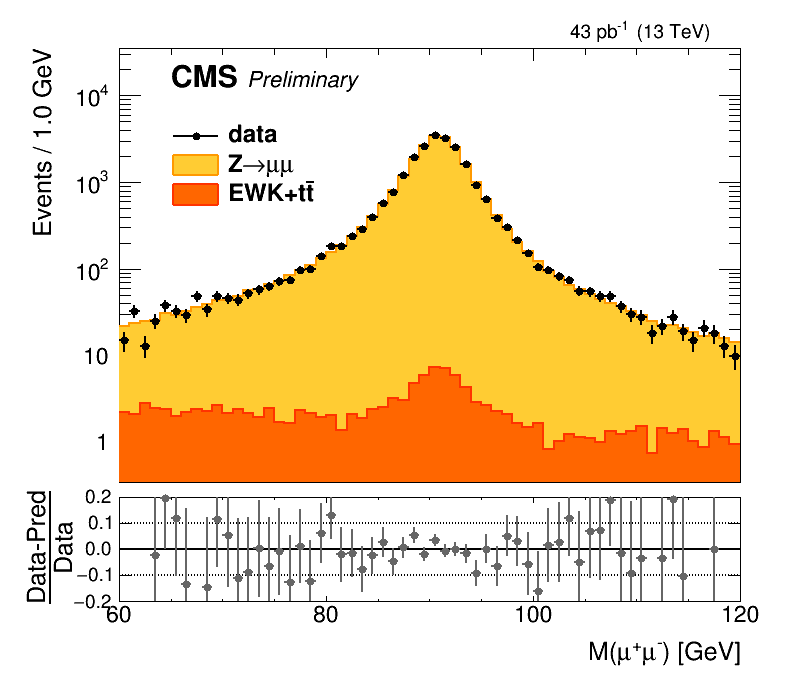 43 pb⁻¹ (13 TeV)
CMS Preliminary
data
Z→μμ
EWK+tt̄
Events / 1.0 GeV
10⁴
10³
10²
10
1
Data-Pred
Data
0.2
0.1
0.0
−0.1
−0.2
60 80 100 120
M(μ⁺μ⁻) [GeV]